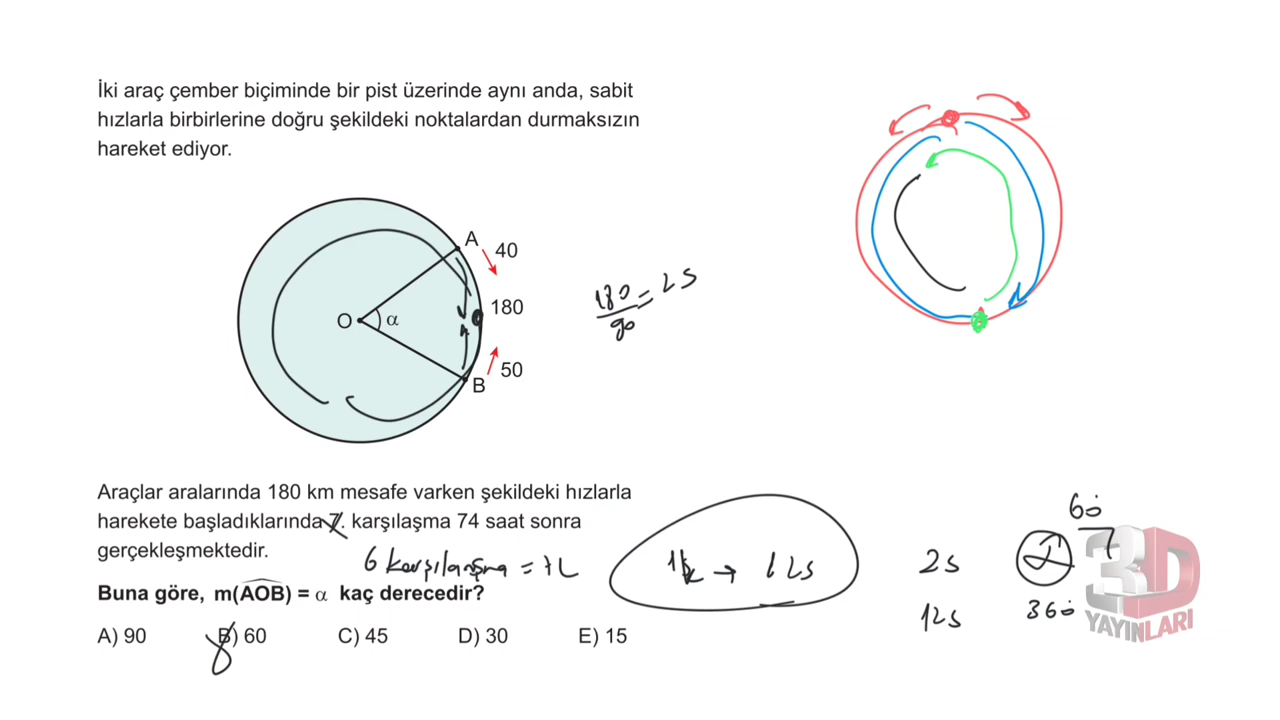 İki araç çember biçiminde bir pist üzerinde aynı anda, sabit
hızlarla birbirlerine doğru şekildeki noktalardan durmaksızın
hareket ediyor.
A
40
180
O
α
B
50
180/90 = 2s
Araçlar aralarında 180 km mesafe varken şekildeki hızlarla
harekete başladıklarında 7. karşılaşma 74 saat sonra
gerçekleşmektedir.
6 karşılaşma = 72
1k → 12s
2s
α
60
12s
360
Buna göre, m(AOB) = α kaç derecedir?
A) 90 B) 60 C) 45 D) 30 E) 15
3D
YAYINLARI